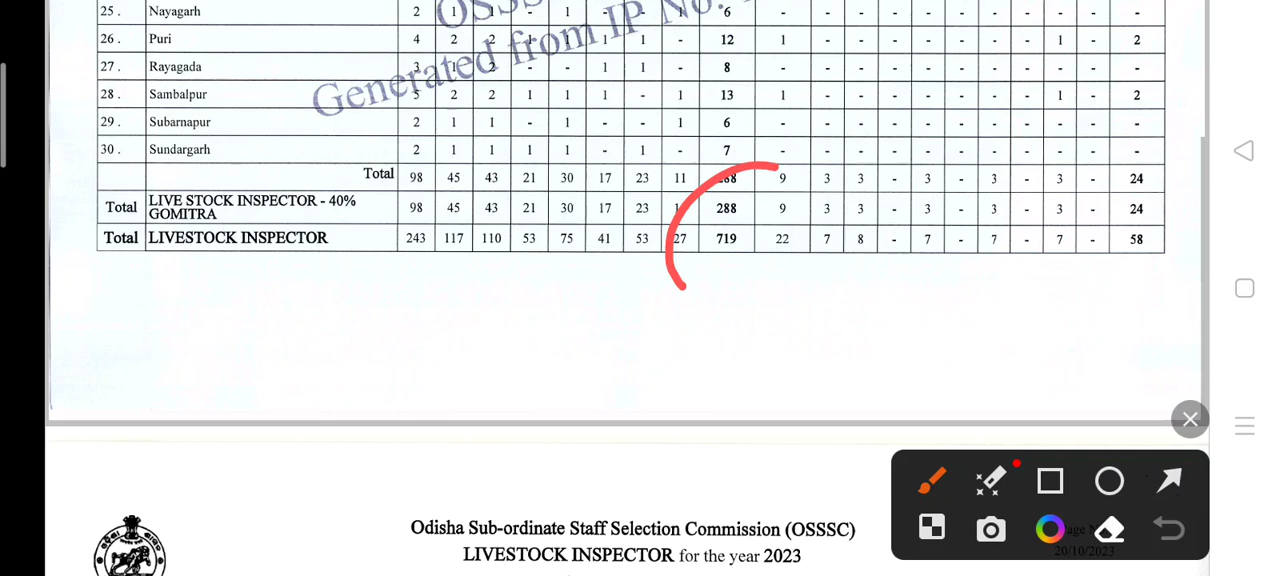 25 . Nayagarh 2 1 1 - 1 - - 1 6 - - - - - - - - - -
26 . Puri 4 2 2 1 1 1 1 - 12 1 - - - - - - 1 - 2
27 . Rayagada 3 1 2 - - 1 1 - 8 - - - - - - - - - -
28 . Sambalpur 5 2 2 1 1 1 - 1 13 1 - - - - - - 1 - 2
29 . Subarnapur 2 1 1 - 1 - - 1 6 - - - - - - - - - -
30 . Sundargarh 2 1 1 1 1 - 1 - 7 - - - - - - - - - -
Total 98 45 43 21 30 17 23 11 288 9 3 3 - 3 - 3 - 3 - 24
Total LIVE STOCK INSPECTOR - 40% GOMITRA 98 45 43 21 30 17 23 288 9 3 3 - 3 - 3 - 3 - 24
Total LIVESTOCK INSPECTOR 243 117 110 53 75 41 53 27 719 22 7 8 - 7 - 7 - 7 - 58
Generated from IP No.
Odisha Sub-ordinate Staff Selection Commission (OSSSC)
LIVESTOCK INSPECTOR for the year 2023
20/10/2023